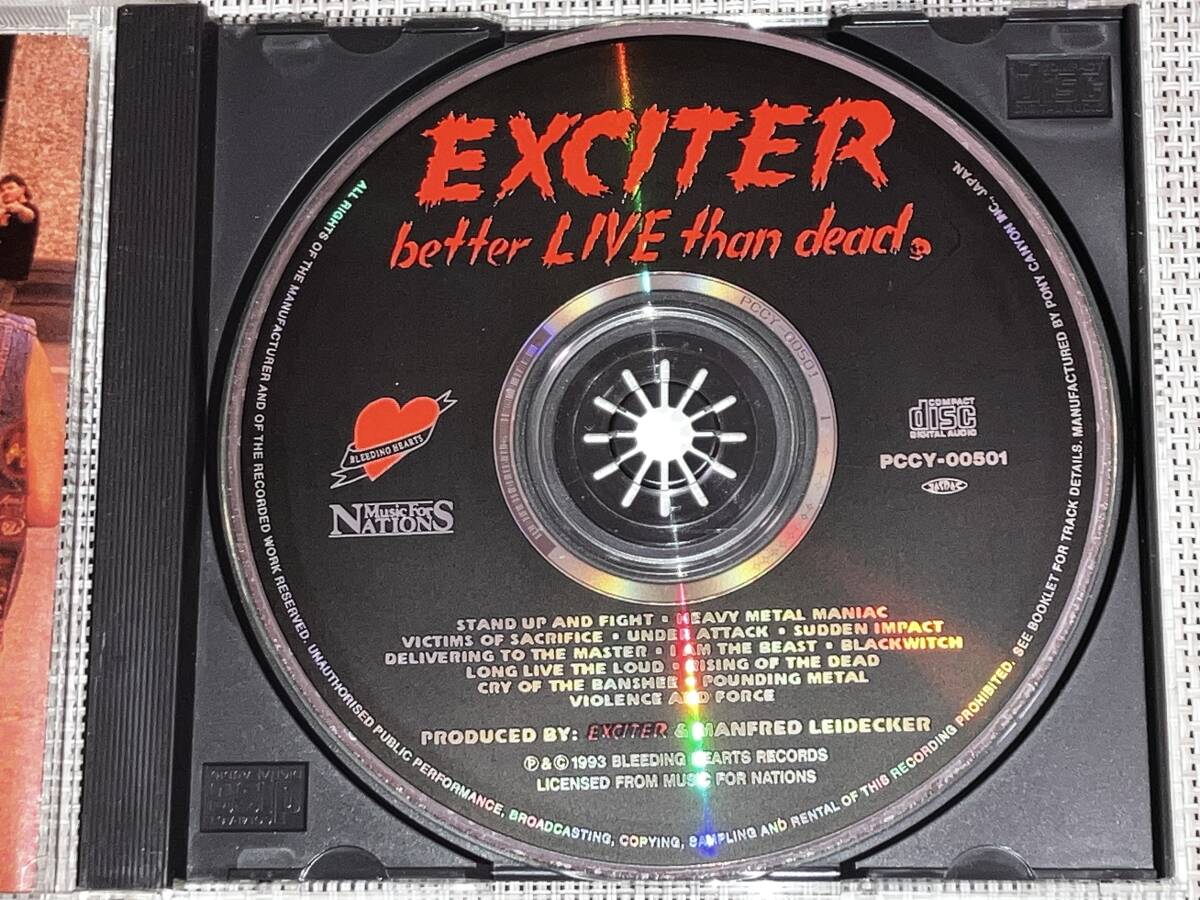 EXCITER
better LIVE than dead.
PCCY-00501
BLEEDING HEARTS
Music For
NATIONS
COMPACT
disc
DIGITAL AUDIO
PCCY-00501
JASRAC
STAND UP AND FIGHT • HEAVY METAL MANIAC
VICTIMS OF SACRIFICE • UNDER ATTACK • SUDDEN IMPACT
DELIVERING TO THE MASTER • I AM THE BEAST • BLACKWITCH
LONG LIVE THE LOUD • RISING OF THE DEAD
CRY OF THE BANSHEE • POUNDING METAL
VIOLENCE AND FORCE
PRODUCED BY: EXCITER & MANFRED LEIDECKER
℗ & © 1993 BLEEDING HEARTS RECORDS
LICENSED FROM MUSIC FOR NATIONS
ALL RIGHTS OF THE MANUFACTURER AND OF THE RECORDED WORK RESERVED. UNAUTHORISED PUBLIC PERFORMANCE, BROADCASTING, COPYING, SAMPLING AND RENTAL OF THIS RECORDING PROHIBITED. SEE BOOKLET FOR TRACK DETAILS. MANUFACTURED BY PONY CANYON INC., JAPAN.